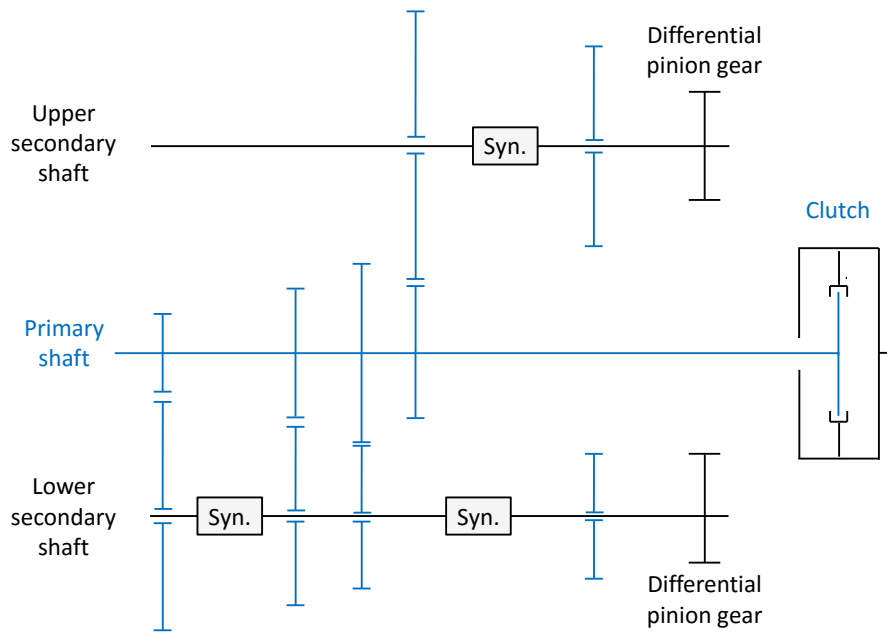 Differential
pinion gear
Upper
secondary
shaft
Syn.
Clutch
Primary
shaft
Lower
secondary
shaft
Syn.
Syn.
Differential
pinion gear